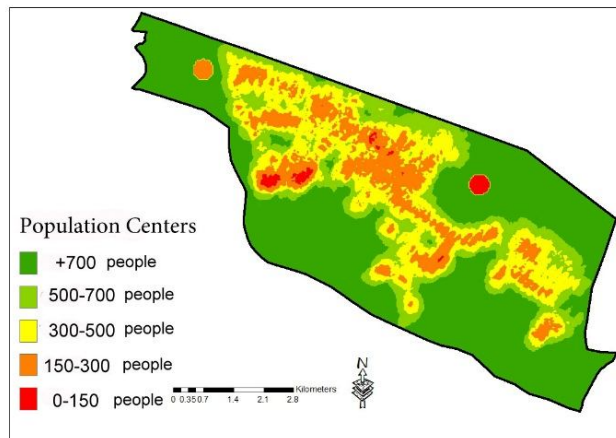 Population Centers
+700 people
500-700 people
300-500 people
150-300 people
0-150 people
N
Kilometers
0 0.35 0.7 1.4 2.1 2.8